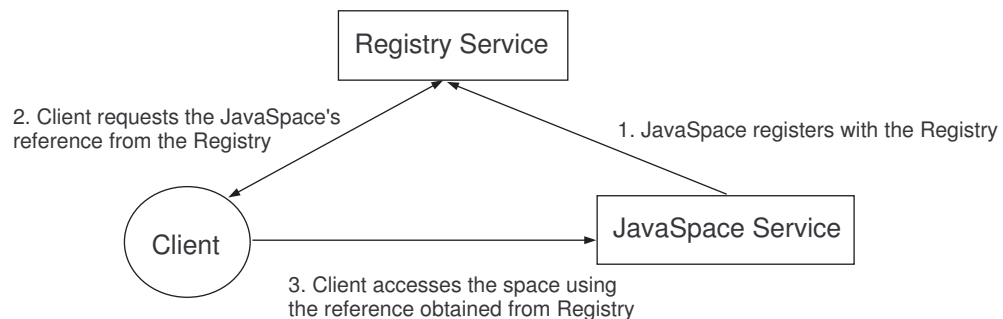 Registry Service
2. Client requests the JavaSpace's
reference from the Registry
1. JavaSpace registers with the Registry
Client
JavaSpace Service
3. Client accesses the space using
the reference obtained from Registry